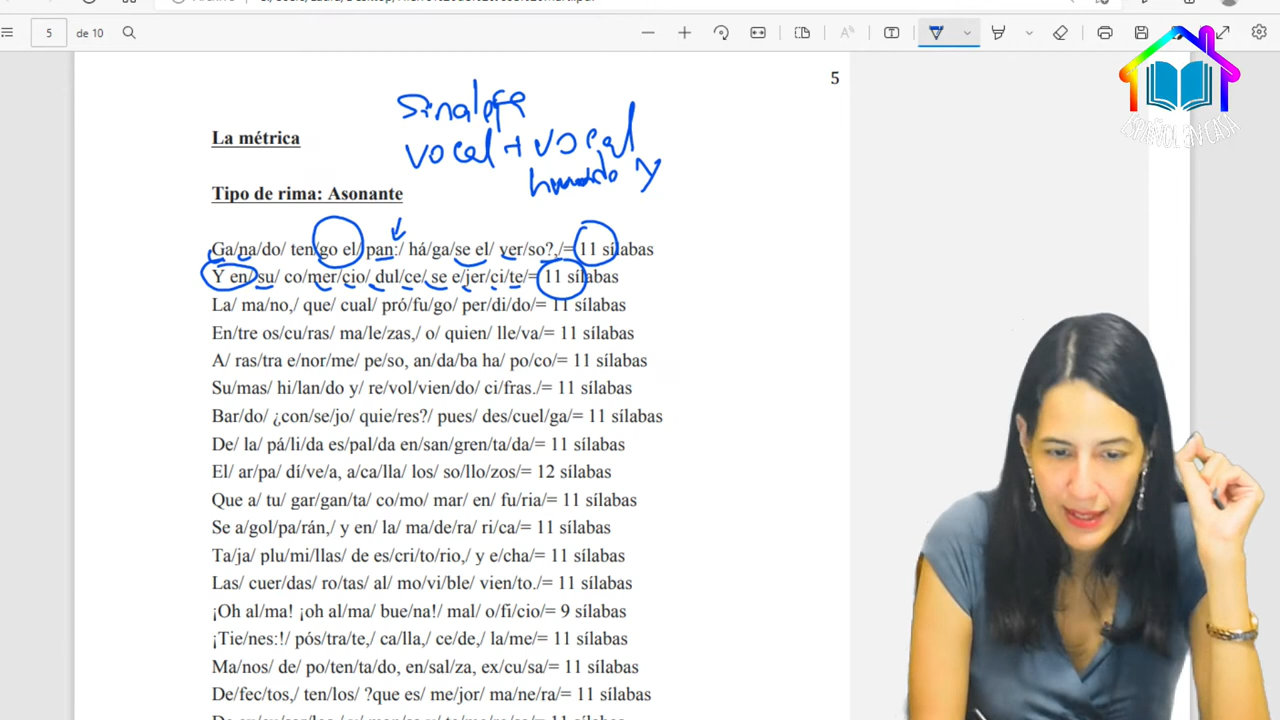 5 de 10
5
sinalefa
vocal + vocal
La métrica
Tipo de rima: Asonante
Ga/na/do/ ten/go el/ pan:/ há/ga/se el/ ver/so?,/= 11 sílabas
Y en/ su/ co/mer/cio/ dul/ce/ se e/jer/ci/te/= 11 sílabas
La/ ma/no,/ que/ cual/ pró/fu/go/ per/di/do/= 11 sílabas
En/tre os/cu/ras/ ma/le/zas,/ o/ quien/ lle/va/= 11 sílabas
A/ ras/tra e/nor/me/ pe/so, an/da/ba ha/ po/co/= 11 sílabas
Su/mas/ hi/lan/do y/ re/vol/vien/do/ ci/fras./= 11 sílabas
Bar/do/ ¿con/se/jo/ quie/res?/ pues/ des/cuel/ga/= 11 sílabas
De/ la/ pá/li/da es/pal/da en/san/gren/ta/da/= 11 sílabas
El/ ar/pa/ dí/ve/a, a/ca/lla/ los/ so/llo/zos/= 12 sílabas
Que a/ tu/ gar/gan/ta/ co/mo/ mar/ en/ fu/ria/= 11 sílabas
Se a/gol/pa/rán,/ y en/ la/ ma/de/ra/ ri/ca/= 11 sílabas
Ta/ja/ plu/mi/llas/ de es/cri/to/rio,/ y e/cha/= 11 sílabas
Las/ cuer/das/ ro/tas/ al/ mo/vi/ble/ vien/to./= 11 sílabas
¡Oh al/ma! ¡oh al/ma/ bue/na!/ mal/ o/fi/cio/= 9 sílabas
¡Tie/nes:!/ pós/tra/te,/ ca/lla,/ ce/de,/ la/me/= 11 sílabas
Ma/nos/ de/ po/ten/ta/do, en/sal/za, ex/cu/sa/= 11 sílabas
De/fec/tos,/ ten/los/ ?que es/ me/jor/ ma/ne/ra/= 11 sílabas
ESPAÑOL EN CASA